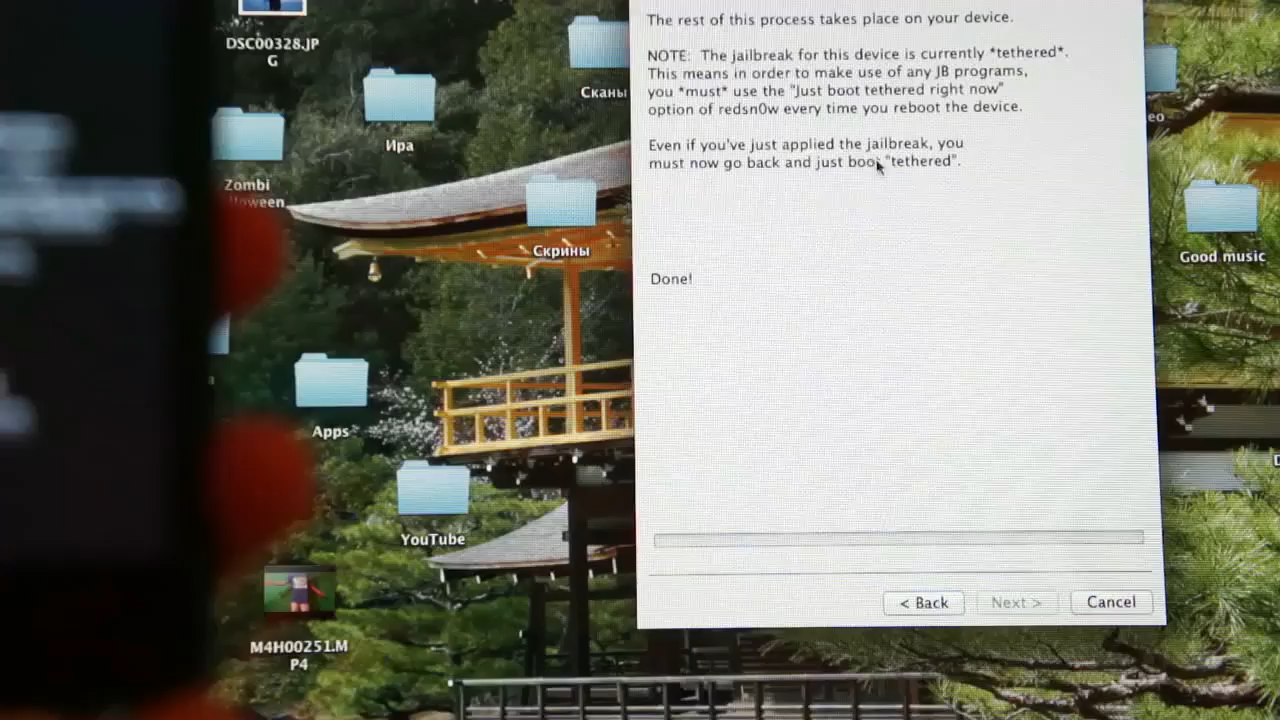 DSC00328.JP
G
Сканы
Ира
Zombi
lloween
Скрины
Apps
YouTube
M4H00251.M
P4
The rest of this process takes place on your device.
NOTE: The jailbreak for this device is currently *tethered*.
This means in order to make use of any JB programs,
you *must* use the "Just boot tethered right now"
option of redsn0w every time you reboot the device.
Even if you've just applied the jailbreak, you
must now go back and just boot "tethered".
Done!
< Back
Next >
Cancel
eo
Good music